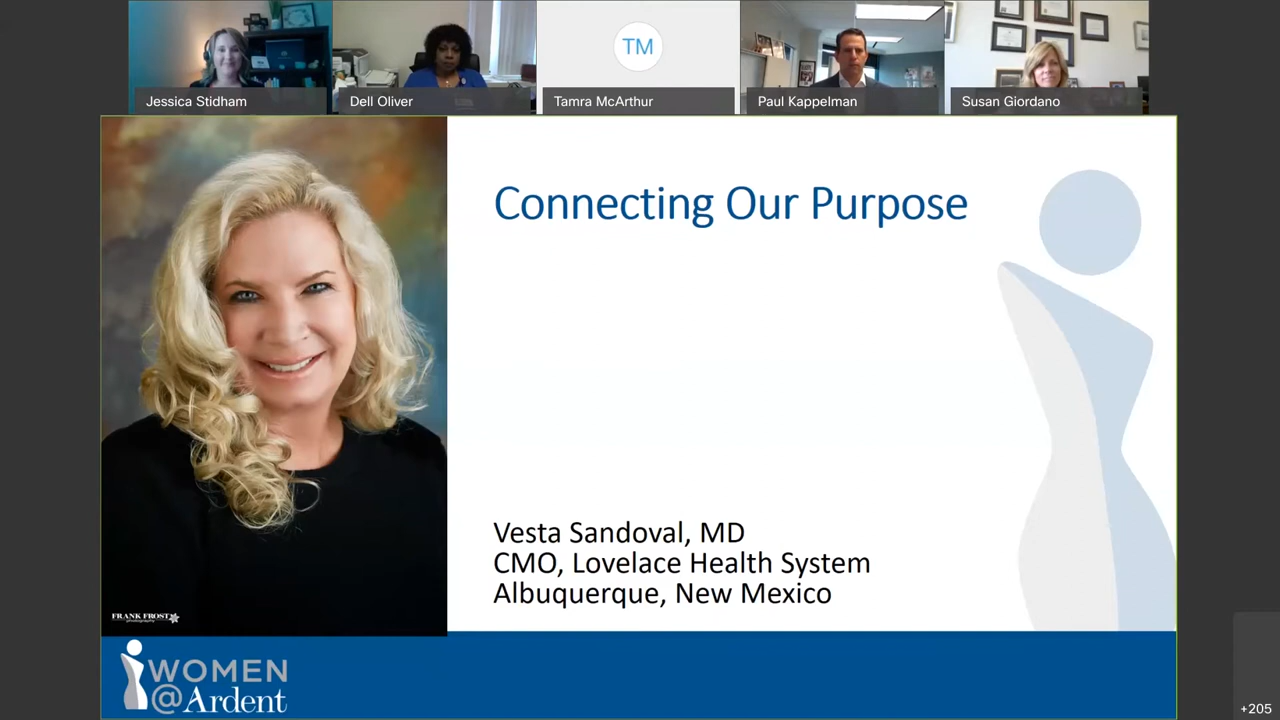 TM
Jessica Stidham
Dell Oliver
Tamra McArthur
Paul Kappelman
Susan Giordano
Connecting Our Purpose
Vesta Sandoval, MD
CMO, Lovelace Health System
Albuquerque, New Mexico
FRANK FROST
photography
WOMEN
@Ardent
+205